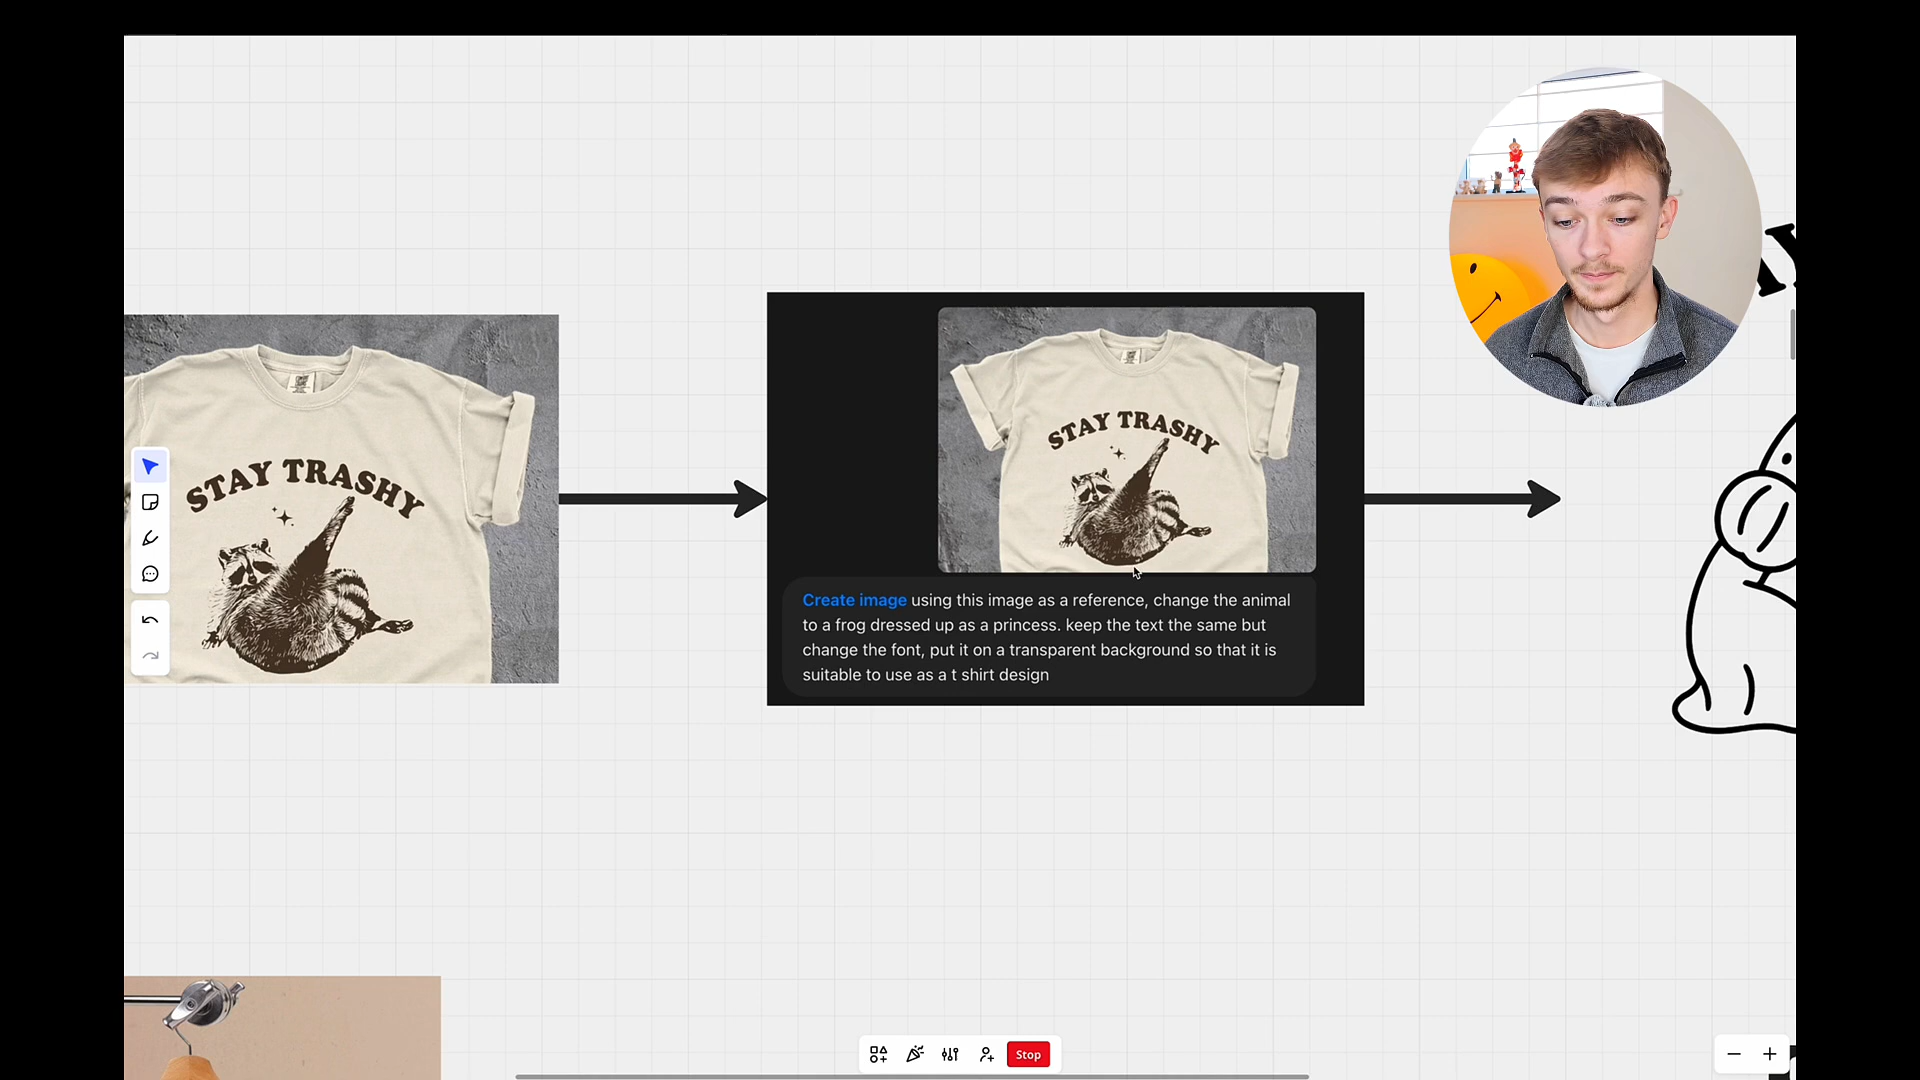 STAY TRASHY
STAY TRASHY
Create image using this image as a reference, change the animal
to a frog dressed up as a princess. keep the text the same but
change the font, put it on a transparent background so that it is
suitable to use as a t shirt design
Stop